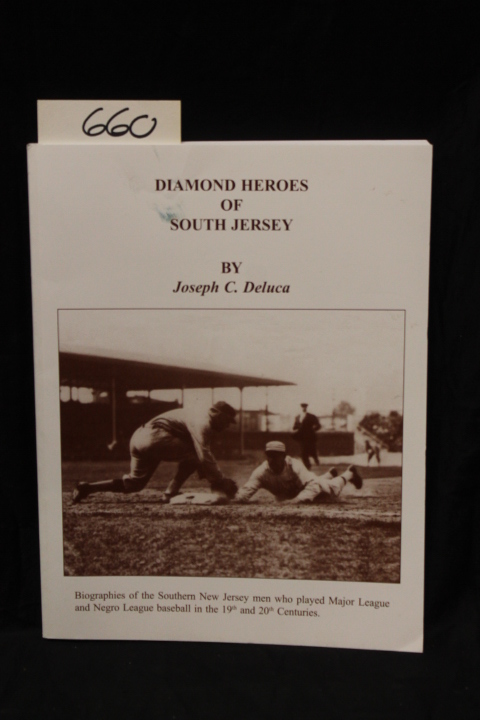 660
DIAMOND HEROES
OF
SOUTH JERSEY
BY
Joseph C. Deluca
Biographies of the Southern New Jersey men who played Major League
and Negro League baseball in the 19th and 20th Centuries.